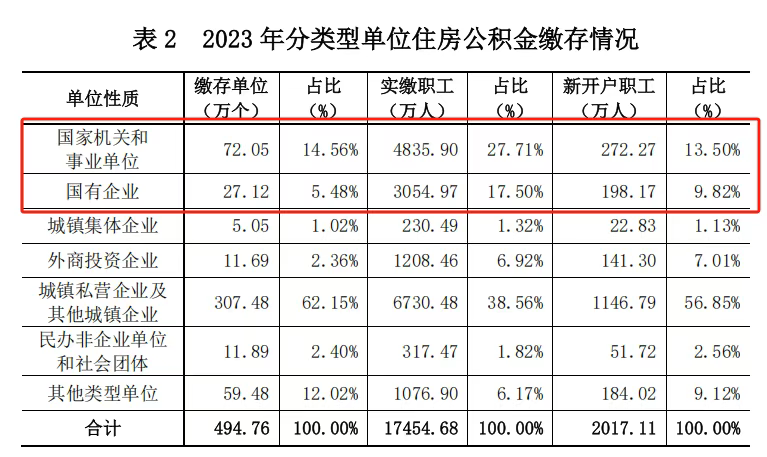 表2 2023年分类型单位住房公积金缴存情况
单位性质 缴存单位（万个） 占比（%） 实缴职工（万人） 占比（%） 新开户职工（万人） 占比（%）
国家机关和事业单位 72.05 14.56% 4835.90 27.71% 272.27 13.50%
国有企业 27.12 5.48% 3054.97 17.50% 198.17 9.82%
城镇集体企业 5.05 1.02% 230.49 1.32% 22.83 1.13%
外商投资企业 11.69 2.36% 1208.46 6.92% 141.30 7.01%
城镇私营企业及其他城镇企业 307.48 62.15% 6730.48 38.56% 1146.79 56.85%
民办非企业单位和社会团体 11.89 2.40% 317.47 1.82% 51.72 2.56%
其他类型单位 59.48 12.02% 1076.90 6.17% 184.02 9.12%
合计 494.76 100.00% 17454.68 100.00% 2017.11 100.00%